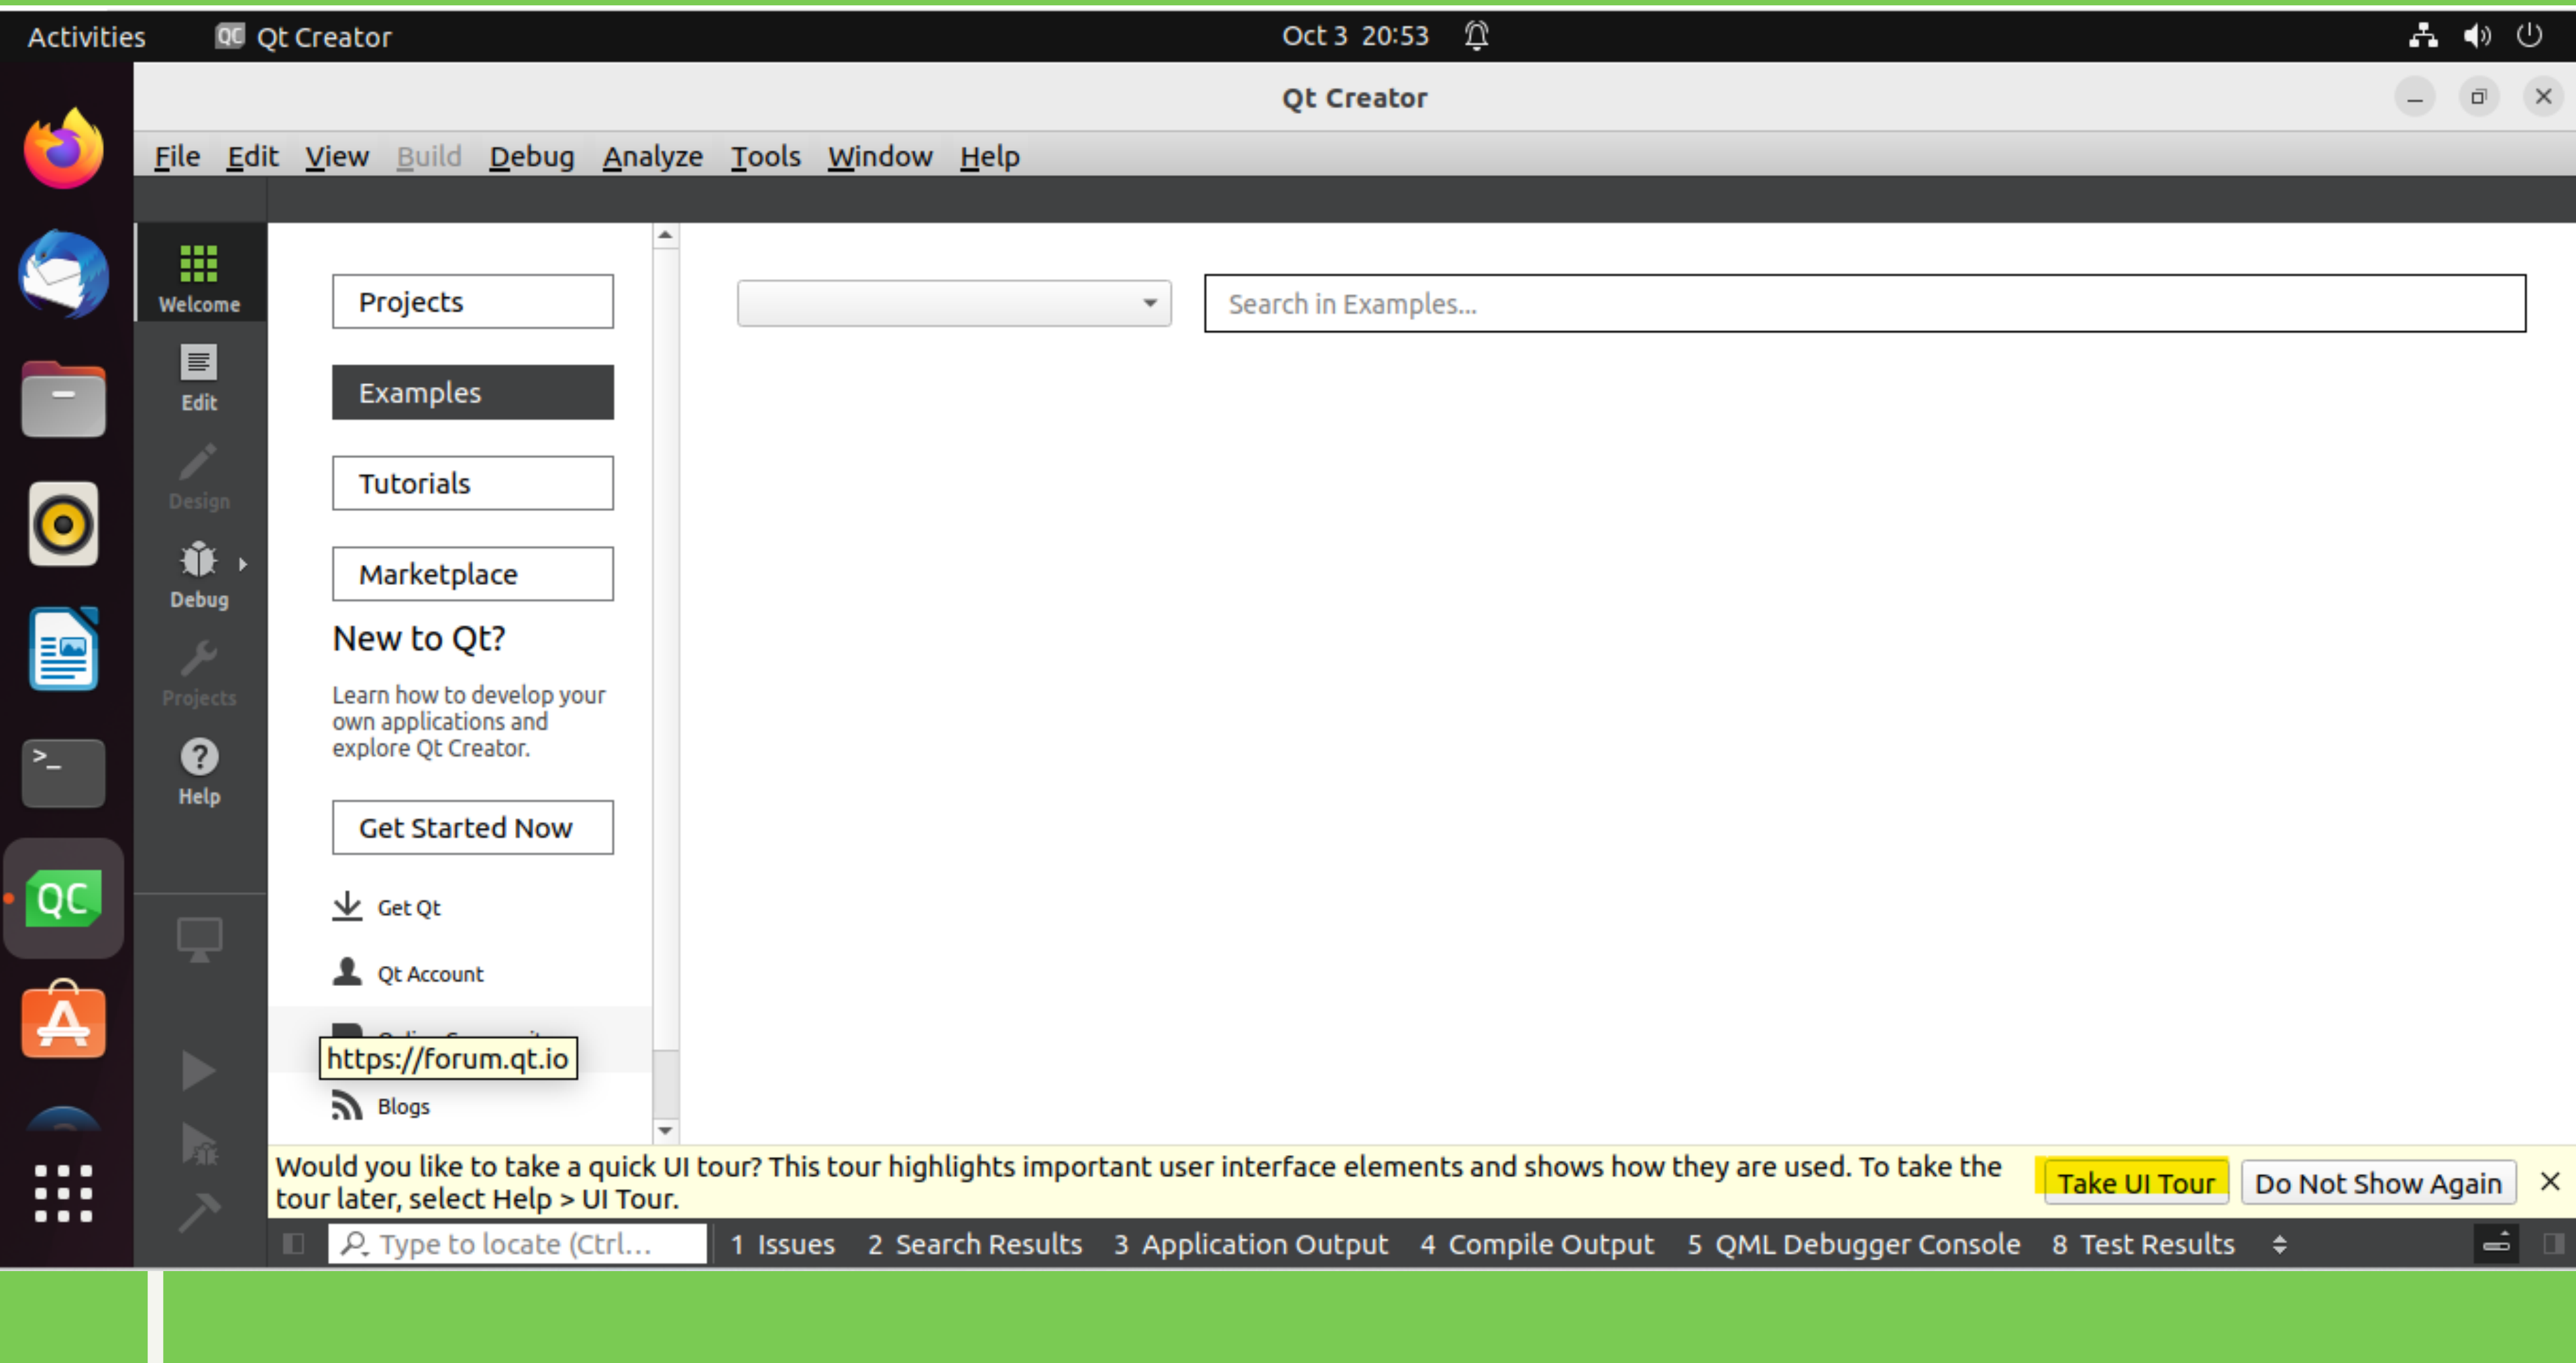 Activities QC Qt Creator Oct 3 20:53
Qt Creator
File Edit View Build Debug Analyze Tools Window Help
Welcome
Edit
Design
Debug
Projects
Help
Projects
Examples
Tutorials
Marketplace
New to Qt?
Learn how to develop your
own applications and
explore Qt Creator.
Get Started Now
Get Qt
Qt Account
https://forum.qt.io
Blogs
Search in Examples...
>_
QC
A
Would you like to take a quick UI tour? This tour highlights important user interface elements and shows how they are used. To take the
tour later, select Help > UI Tour.
Take UI Tour Do Not Show Again
Type to locate (Ctrl... 1 Issues 2 Search Results 3 Application Output 4 Compile Output 5 QML Debugger Console 8 Test Results